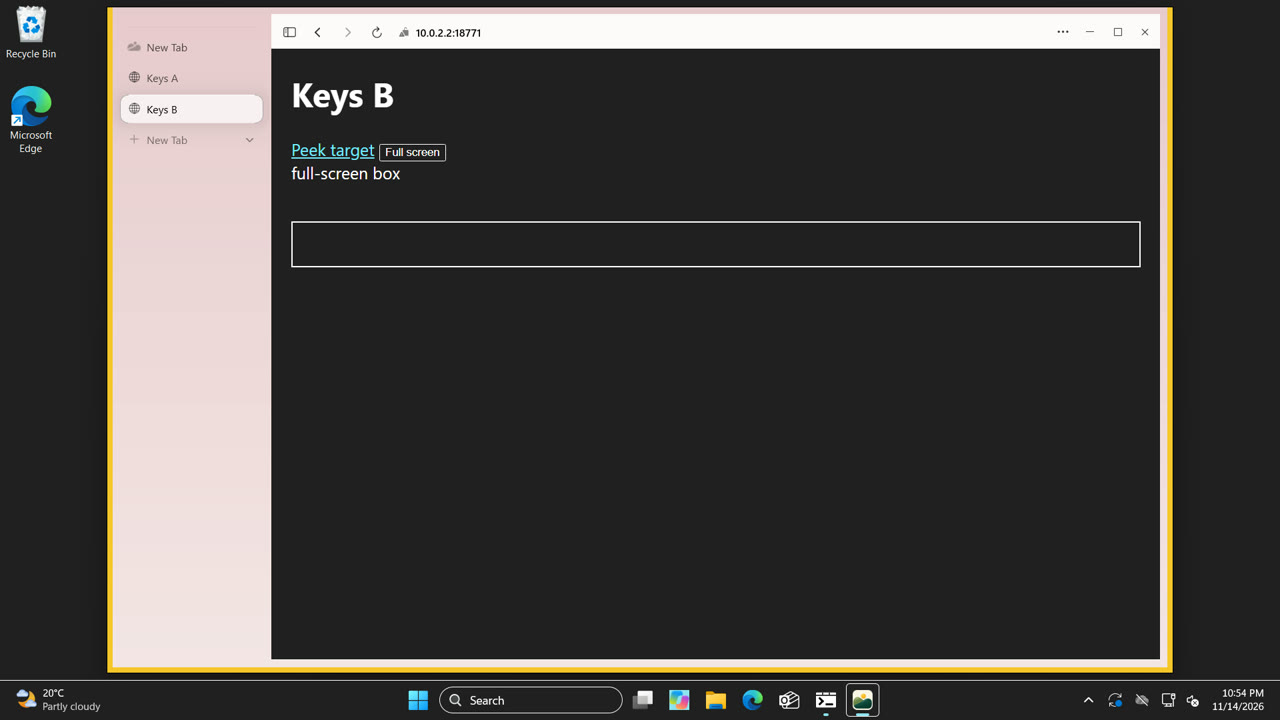 Recycle Bin
Microsoft
Edge
New Tab
Keys A
Keys B
New Tab
10.0.2.2:18771
Keys B
Peek target
Full screen
full-screen box
20°C
Partly cloudy
Search
10:54 PM
11/14/2026